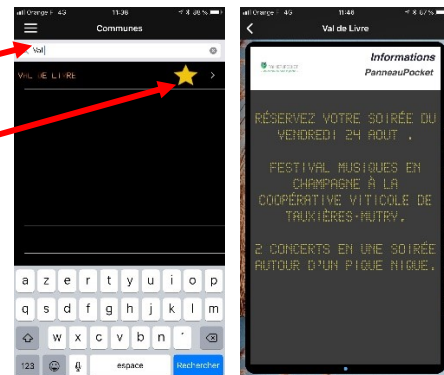 Orange F 4G 11:36 88 %
Communes
Val
VAL DE LIVRE
a z e r t y u i o p
q s d f g h j k l m
w x c v b n '
123 espace Rechercher
Orange F 4G 11:46 87 %
Val de Livre
Informations
PanneauPocket
RÉSERVEZ VOTRE SOIRÉE DU
VENDREDI 24 AOUT .
FESTIVAL MUSIQUES EN
CHAMPAGNE À LA
COOPÉRATIVE VITICOLE DE
TAUXIÈRES-MUTRY.
2 CONCERTS EN UNE SOIRÉE
AUTOUR D'UN PIQUE NIQUE.